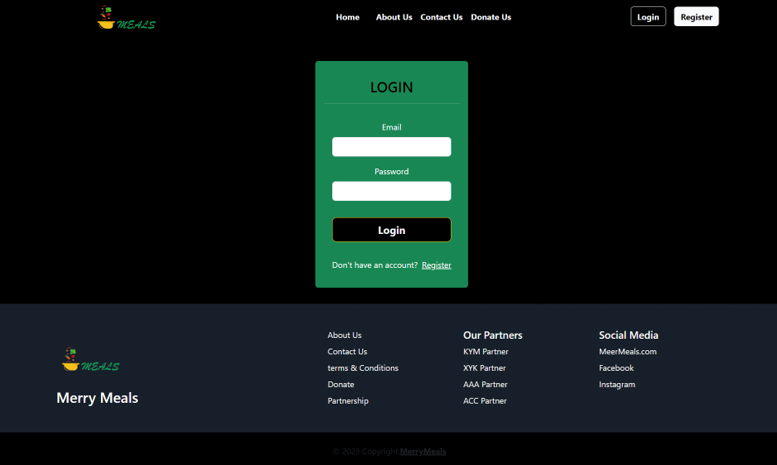 MEALS
Home About Us Contact Us Donate Us
Login Register
LOGIN
Email
Password
Login
Don't have an account? Register
MEALS
Merry Meals
About Us
Contact Us
terms & Conditions
Donate
Partnership
Our Partners
KYM Partner
XYK Partner
AAA Partner
ACC Partner
Social Media
MeerMeals.com
Facebook
Instagram
© 2023 Copyright MerryMeals